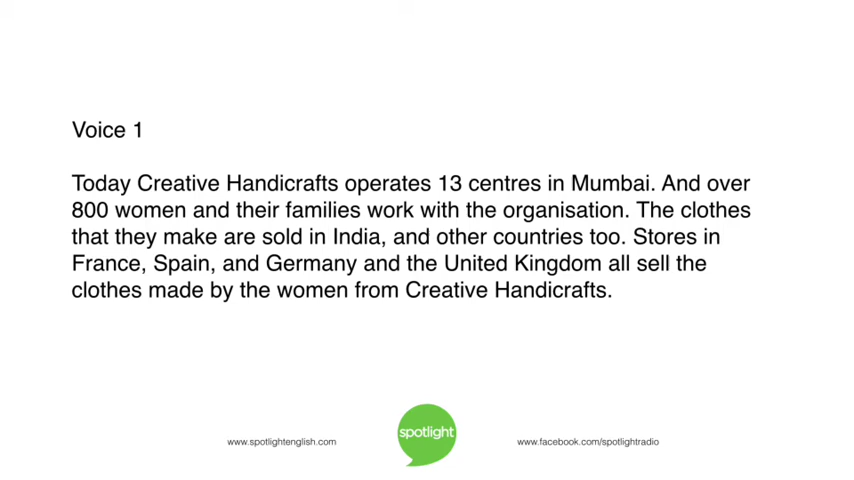 Voice 1
Today Creative Handicrafts operates 13 centres in Mumbai. And over
800 women and their families work with the organisation. The clothes
that they make are sold in India, and other countries too. Stores in
France, Spain, and Germany and the United Kingdom all sell the
clothes made by the women from Creative Handicrafts.
spotlight
www.spotlightenglish.com
www.facebook.com/spotlightradio